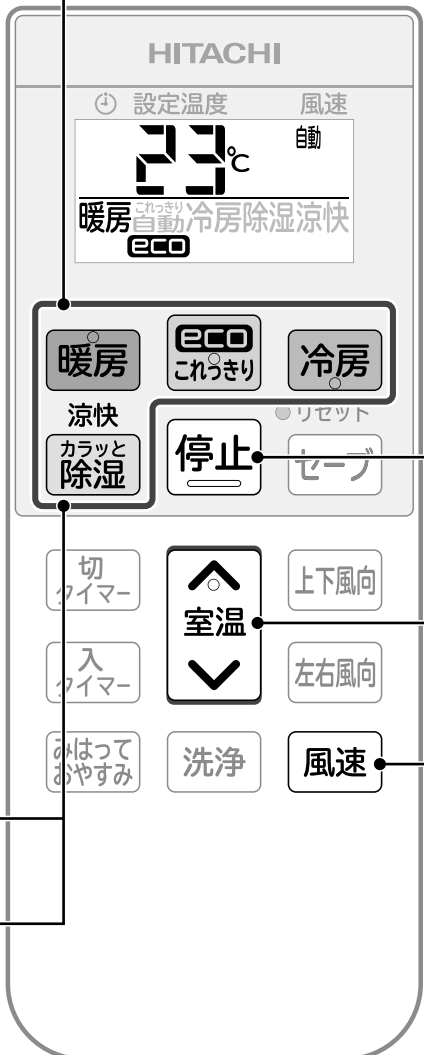 HITACHI
設定温度 風速
23℃ 自動
これっきり
暖房自動冷房除湿涼快
eco
暖房
eco
これっきり
冷房
涼快
カラッと
除湿
停止
リセット
セーブ
切
タイマー
室温
上下風向
入
タイマー
左右風向
みはって
おやすみ
洗浄
風速